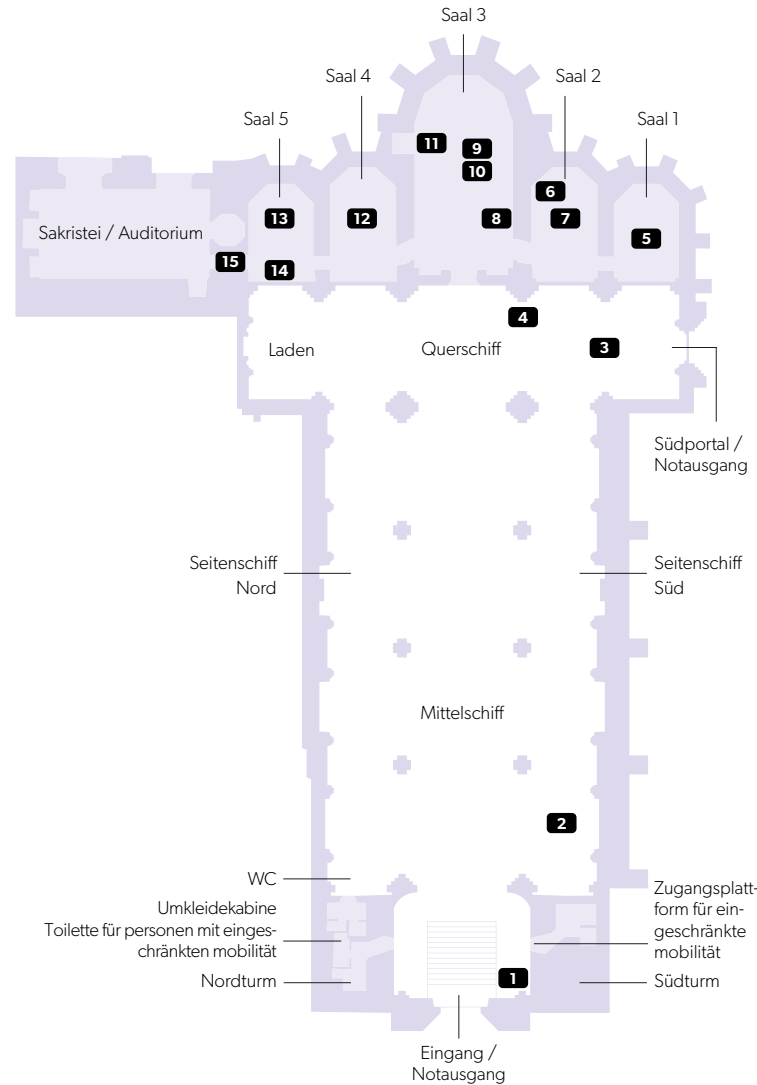 Saal 3
Saal 4
Saal 2
Saal 5
Saal 1
11
9
10
6
13
12
8
7
5
Sakristei / Auditorium
15
14
4
Laden
Querschiff
3
Südportal /
Notausgang
Seitenschiff
Nord
Seitenschiff
Süd
Mittelschiff
2
WC
Umkleidekabine
Toilette für personen mit einges-
chränkten mobilität
Nordturm
Zugangsplatt-
form für ein-
geschränkte
mobilität
Südturm
1
Eingang /
Notausgang